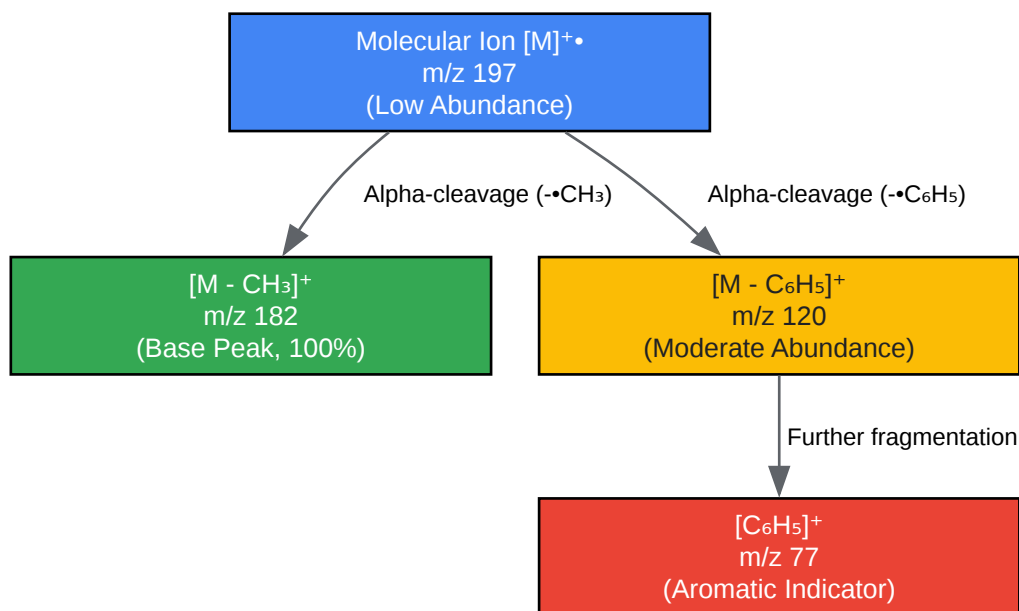 Molecular Ion [M]⁺•
m/z 197
(Low Abundance)
Alpha-cleavage (-•CH₃)
Alpha-cleavage (-•C₆H₅)
[M - CH₃]⁺
m/z 182
(Base Peak, 100%)
[M - C₆H₅]⁺
m/z 120
(Moderate Abundance)
Further fragmentation
[C₆H₅]⁺
m/z 77
(Aromatic Indicator)